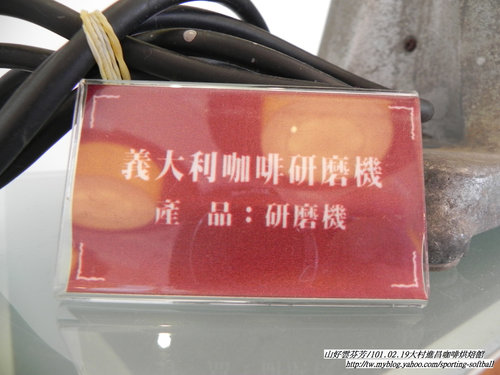 義大利咖啡研磨機
產 品：研磨機
山好雲芬芳/101.02.19大村進昌咖啡烘焙館
http://tw.myblog.yahoo.com/sporting-softball